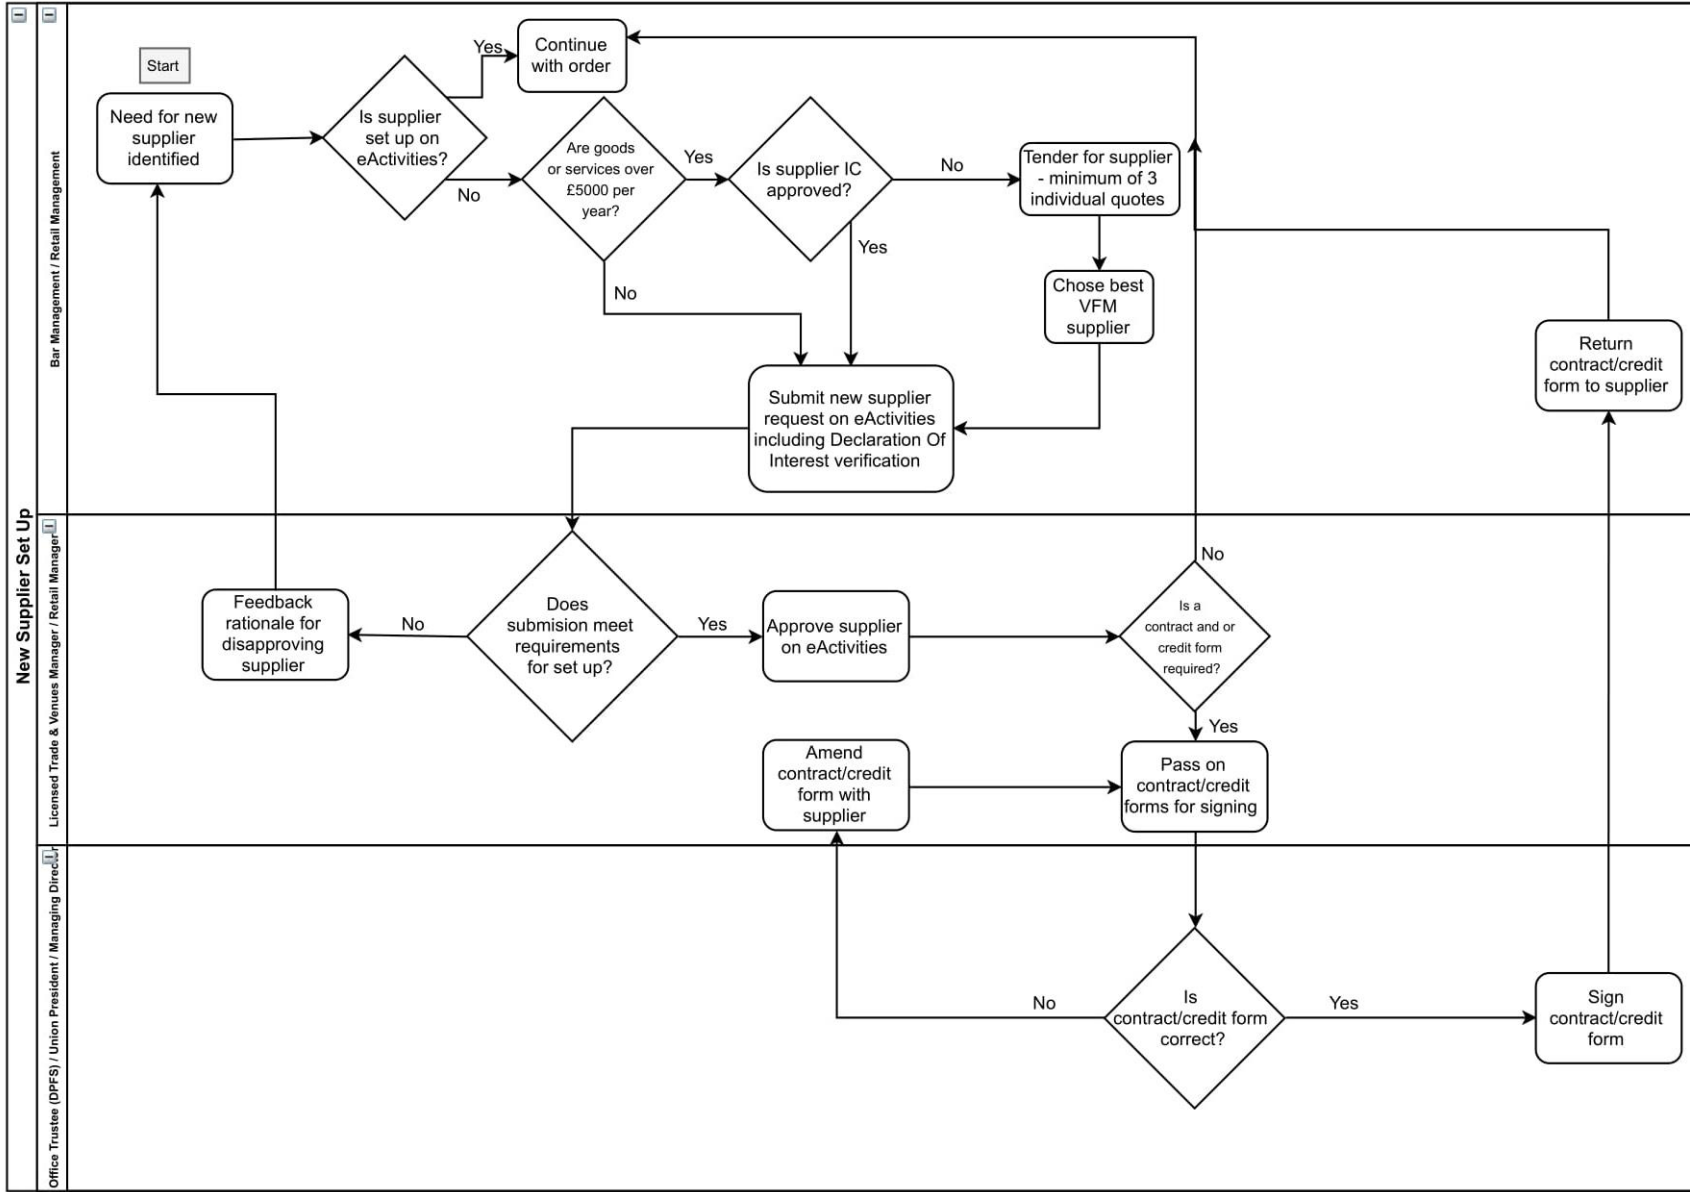 New Supplier Set Up
Bar Management / Retail Management
Start
Need for new
supplier
identified
Is supplier
set up on
eActivities?
Yes
Continue
with order
No
Are goods
or services over
£5000 per
year?
Yes
Is supplier IC
approved?
No
Tender for supplier
- minimum of 3
individual quotes
Yes
No
Chose best
VFM
supplier
Return
contract/credit
form to supplier
Submit new supplier
request on eActivities
including Declaration Of
Interest verification
Licensed Trade & Venues Manager / Retail Manager
Feedback
rationale for
disapproving
supplier
No
Does
submision meet
requirements
for set up?
Yes
Approve supplier
on eActivities
No
Is a
contract and or
credit form
required?
Yes
Amend
contract/credit
form with
supplier
Pass on
contract/credit
forms for signing
Office Trustee (DPFS) / Union President / Managing Director
No
Is
contract/credit form
correct?
Yes
Sign
contract/credit
form